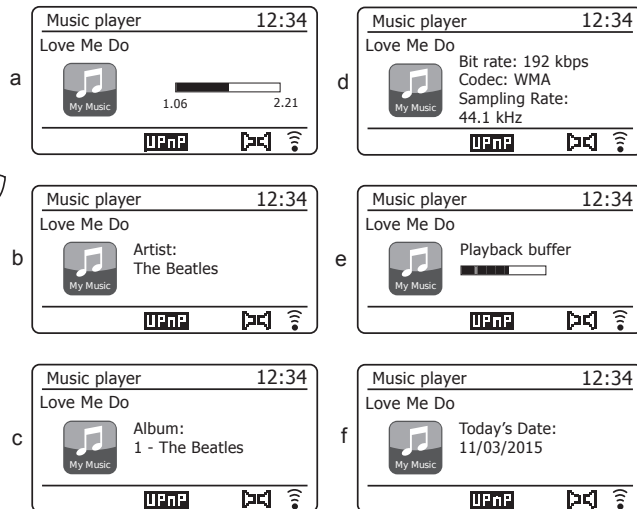 a
Music player 12:34
Love Me Do
My Music
1.06 2.21
UPnP
b
Music player 12:34
Love Me Do
My Music
Artist:
The Beatles
UPnP
c
Music player 12:34
Love Me Do
My Music
Album:
1 - The Beatles
UPnP
d
Music player 12:34
Love Me Do
My Music
Bit rate: 192 kbps
Codec: WMA
Sampling Rate:
44.1 kHz
UPnP
e
Music player 12:34
Love Me Do
My Music
Playback buffer
UPnP
f
Music player 12:34
Love Me Do
My Music
Today's Date:
11/03/2015
UPnP